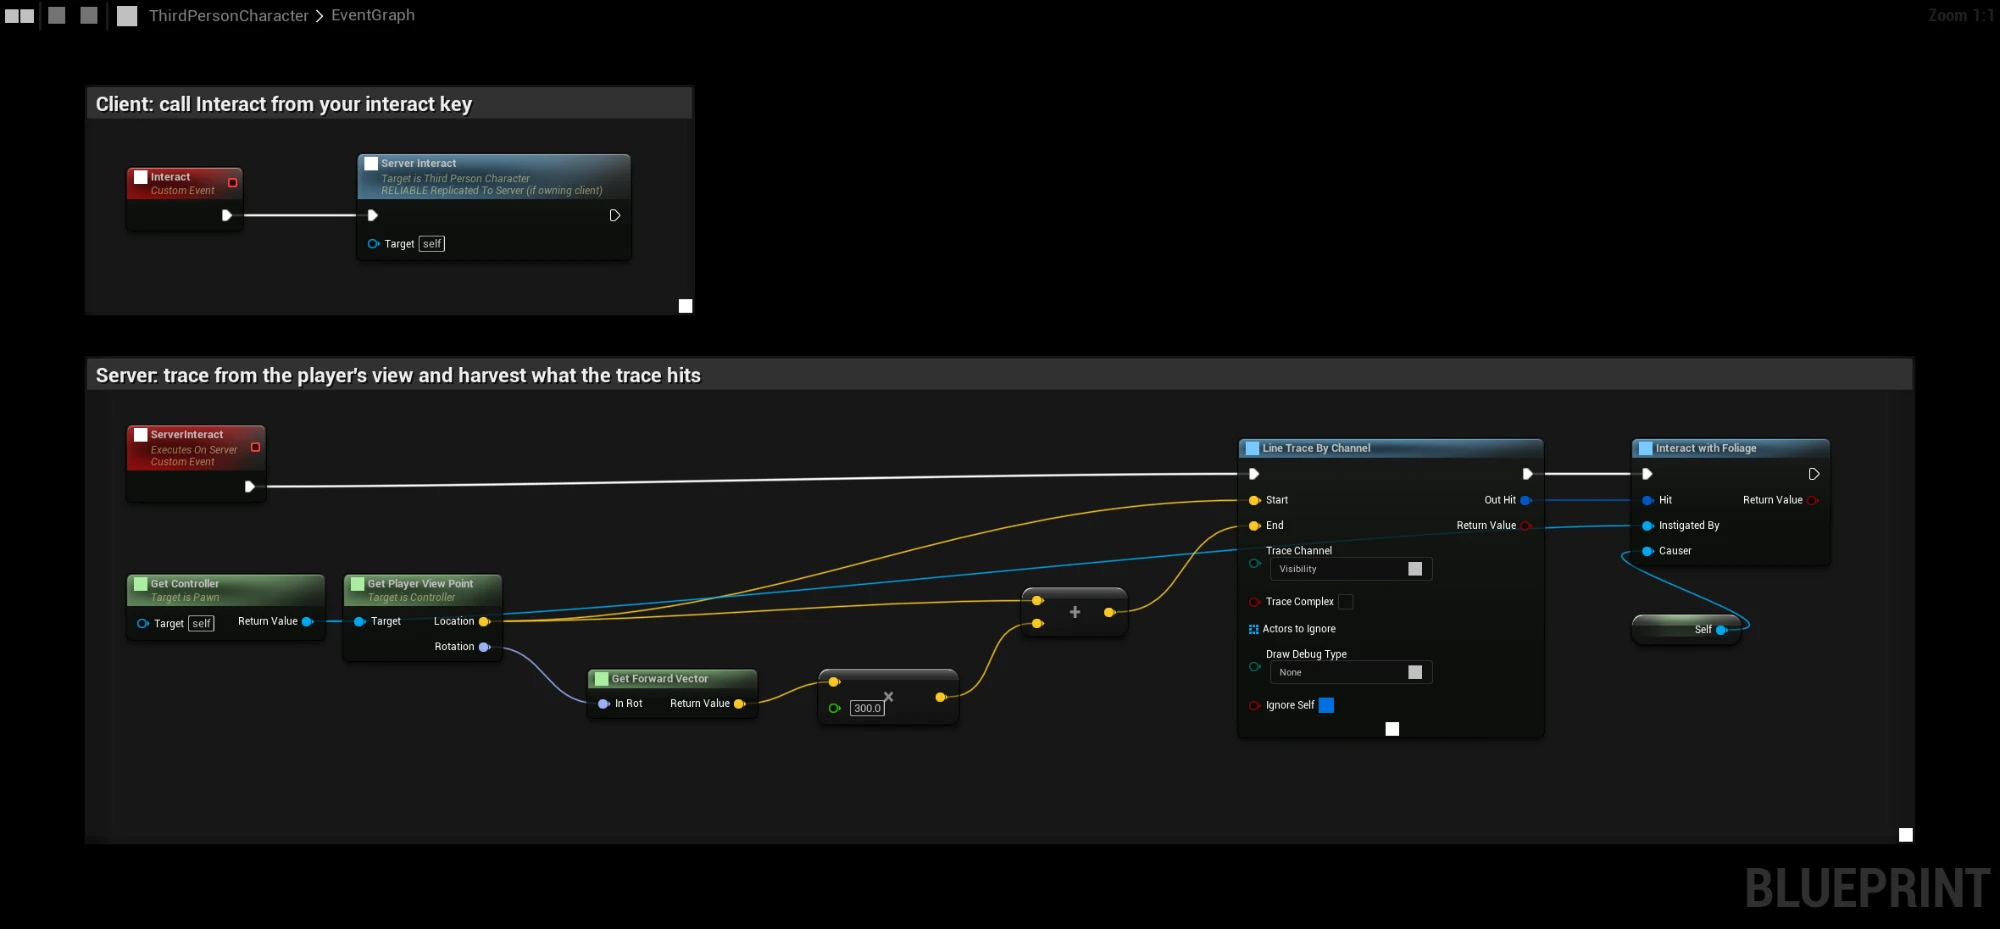 ThirdPersonCharacter > EventGraph
Zoom 1:1
Client: call Interact from your interact key
Interact
Custom Event
Server Interact
Target is Third Person Character
RELIABLE Replicated To Server (if owning client)
Target self
Server: trace from the player's view and harvest what the trace hits
ServerInteract
Executes On Server
Custom Event
Get Controller
Target is Pawn
Target self
Return Value
Get Player View Point
Target is Controller
Target
Location
Rotation
Get Forward Vector
In Rot
Return Value
×
300.0
+
Line Trace By Channel
Start
Out Hit
End
Return Value
Trace Channel
Visibility
Trace Complex
Actors to Ignore
Draw Debug Type
None
Ignore Self
Interact with Foliage
Hit
Return Value
Instigated By
Causer
Self
BLUEPRINT